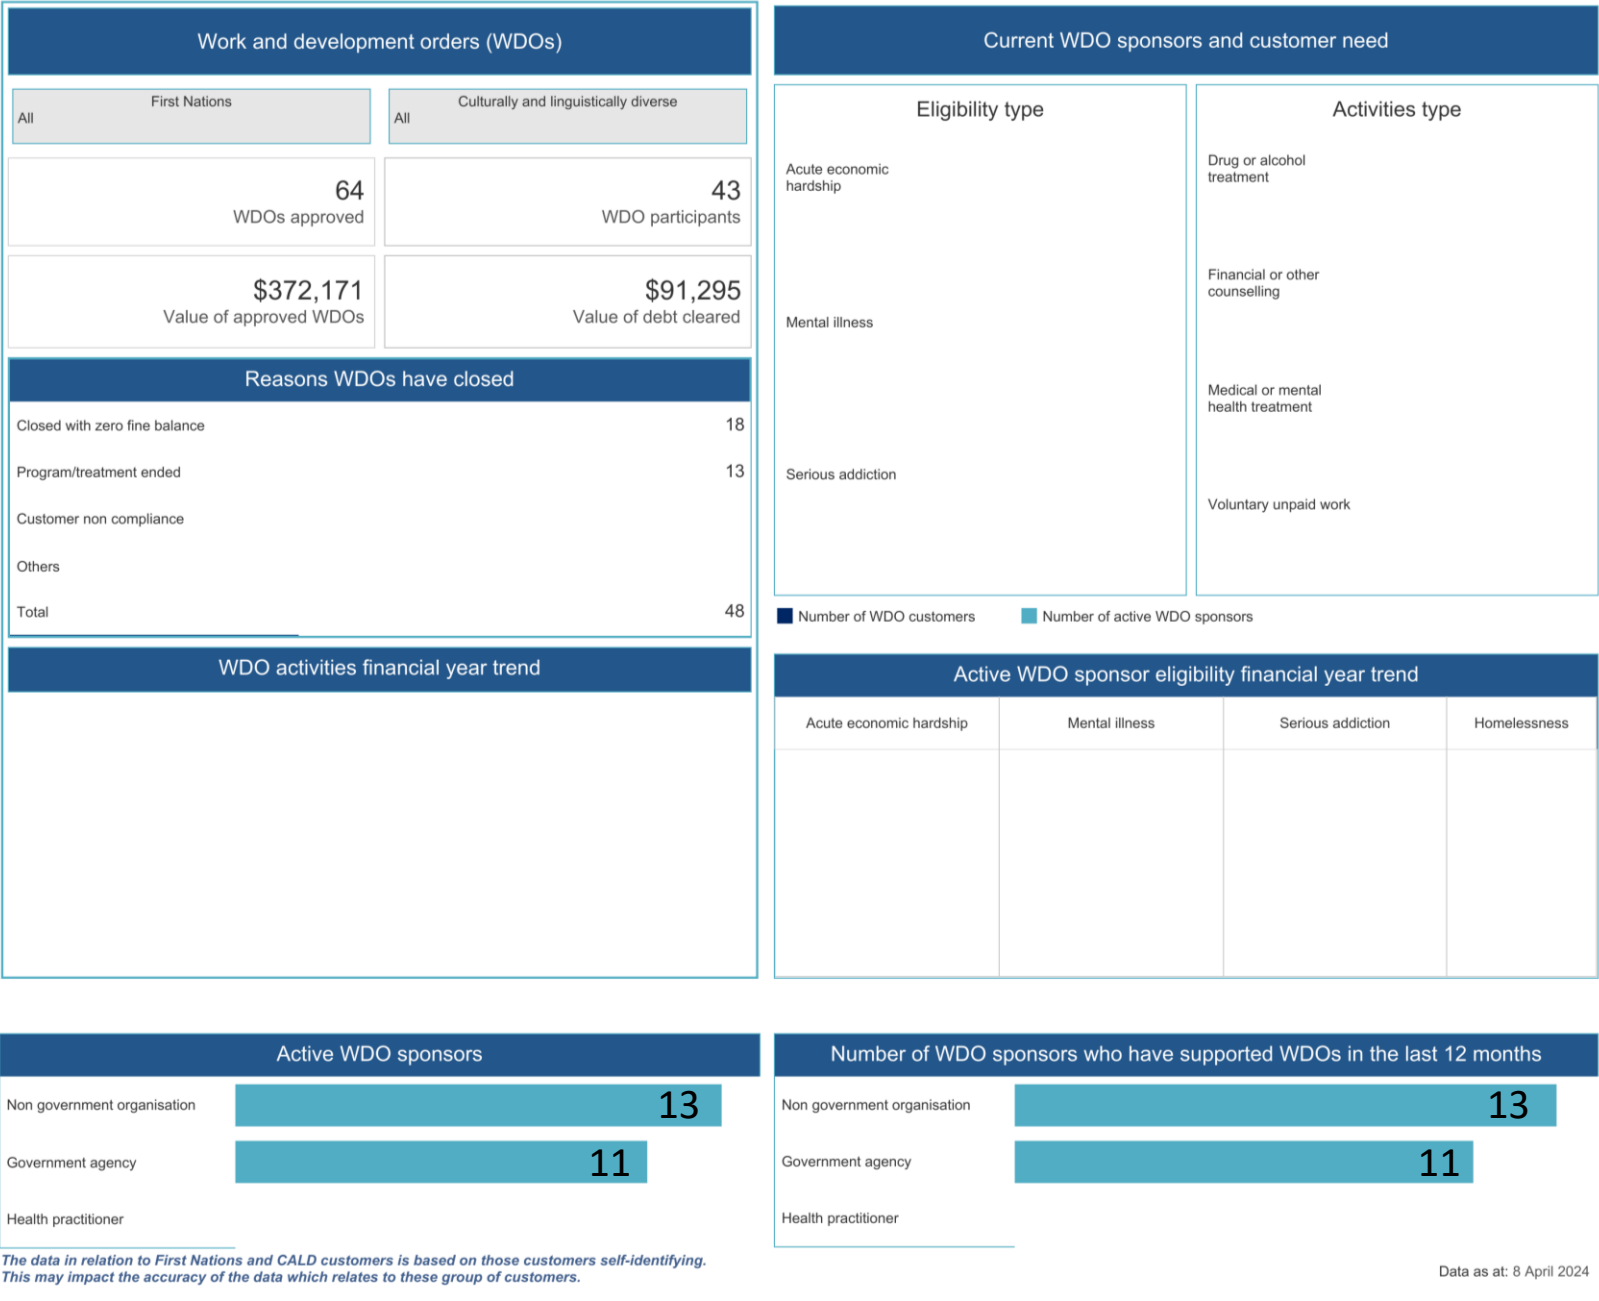 Work and development orders (WDOs)
First Nations
All
Culturally and linguistically diverse
All
64
WDOs approved
43
WDO participants
$372,171
Value of approved WDOs
$91,295
Value of debt cleared
Reasons WDOs have closed
Closed with zero fine balance 18
Program/treatment ended 13
Customer non compliance
Others
Total 48
WDO activities financial year trend
Current WDO sponsors and customer need
Eligibility type
Acute economic
hardship
Mental illness
Serious addiction
Activities type
Drug or alcohol
treatment
Financial or other
counselling
Medical or mental
health treatment
Voluntary unpaid work
Number of WDO customers
Number of active WDO sponsors
Active WDO sponsor eligibility financial year trend
Acute economic hardship
Mental illness
Serious addiction
Homelessness
Active WDO sponsors
Non government organisation 13
Government agency 11
Health practitioner
Number of WDO sponsors who have supported WDOs in the last 12 months
Non government organisation 13
Government agency 11
Health practitioner
The data in relation to First Nations and CALD customers is based on those customers self-identifying.
This may impact the accuracy of the data which relates to these group of customers.
Data as at: 8 April 2024